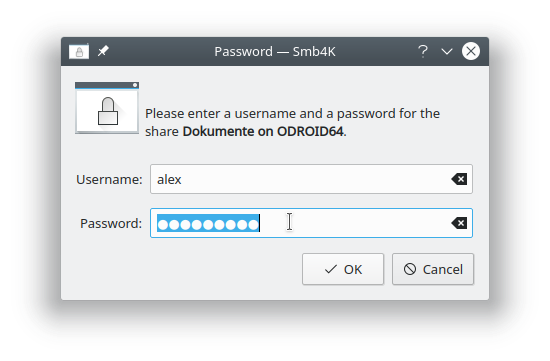 Password — Smb4K
Please enter a username and a password for the
share Dokumente on ODROID64.
Username: alex
Password: ●●●●●●●●●
OK Cancel